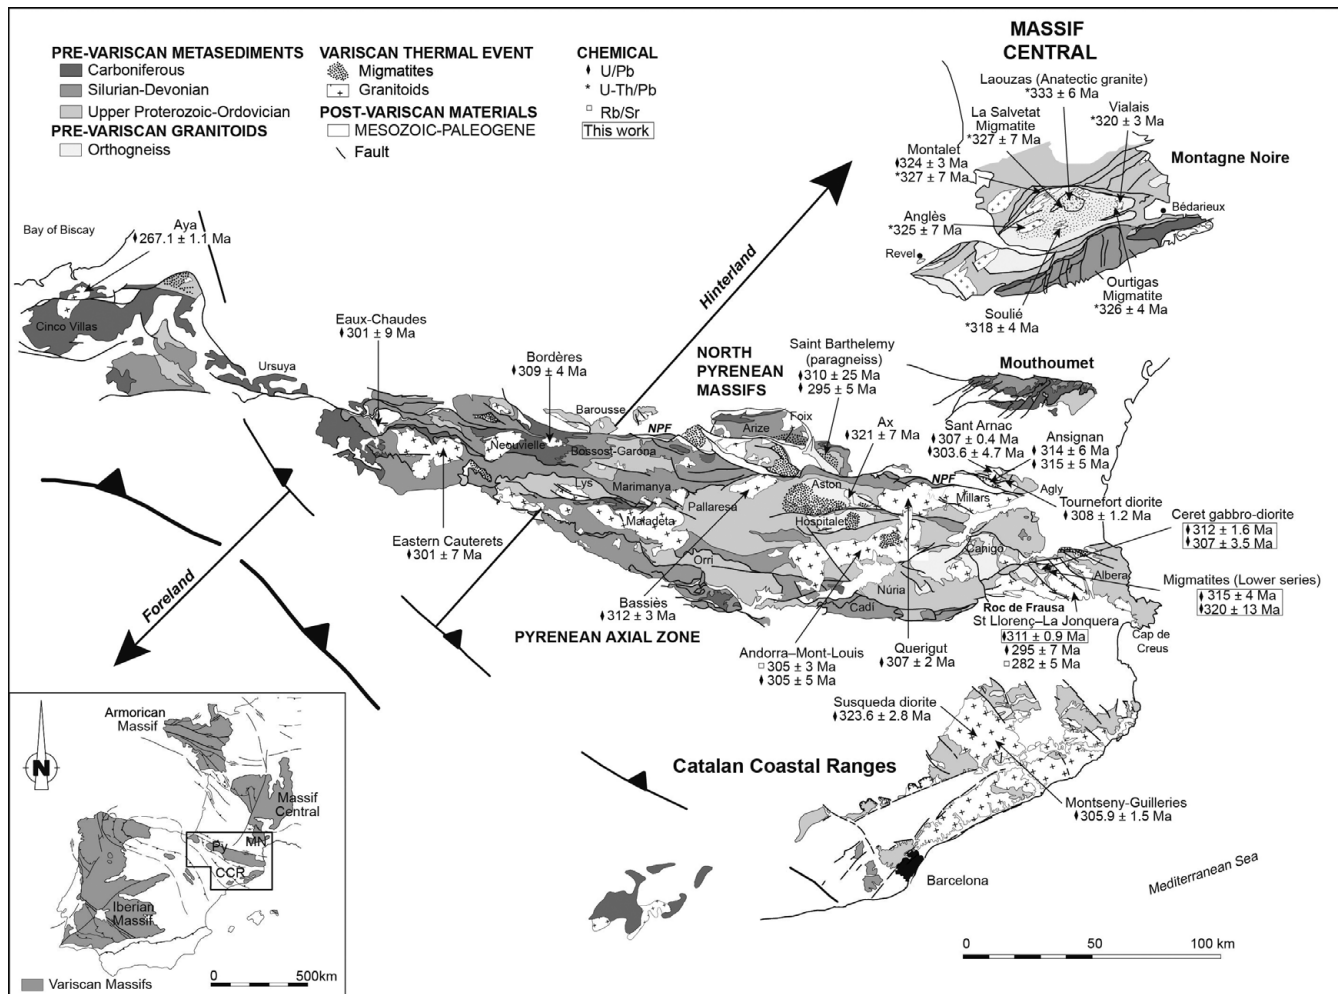 PRE-VARISCAN METASEDIMENTS
Carboniferous
Silurian-Devonian
Upper Proterozoic-Ordovician
PRE-VARISCAN GRANITOIDS
Orthogneiss
VARISCAN THERMAL EVENT
Migmatites
Granitoids
POST-VARISCAN MATERIALS
MESOZOIC-PALEOGENE
Fault
CHEMICAL
U/Pb
* U-Th/Pb
Rb/Sr
This work
MASSIF
CENTRAL
Laouzas (Anatectic granite)
*333 ± 6 Ma
La Salvetat
Migmatite
*327 ± 7 Ma
Vialais
*320 ± 3 Ma
Montalet
324 ± 3 Ma
*327 ± 7 Ma
Montagne Noire
Anglès
*325 ± 7 Ma
Bédarieux
Revel
Ourtigas
Migmatite
*326 ± 4 Ma
Soulié
*318 ± 4 Ma
Bay of Biscay
Aya
267.1 ± 1.1 Ma
Cinco Villas
Ursuya
Hinterland
Eaux-Chaudes
301 ± 9 Ma
Bordères
309 ± 4 Ma
Barousse
NORTH
PYRENEAN
MASSIFS
Saint Barthelemy
(paragneiss)
310 ± 25 Ma
295 ± 5 Ma
Mouthoumet
Foix
Arize
NPF
Ax
321 ± 7 Ma
Sant Arnac
307 ± 0.4 Ma
303.6 ± 4.7 Ma
Ansignan
314 ± 6 Ma
315 ± 5 Ma
Neouvielle
Bossost-Garona
Lys
Marimanya
Pallaresa
Aston
NPF
Millars
Agly
Tournefort diorite
308 ± 1.2 Ma
Maladeta
Hospitalet
Ceret gabbro-diorite
312 ± 1.6 Ma
307 ± 3.5 Ma
Eastern Cauterets
301 ± 7 Ma
Orri
Canigo
Albera
Migmatites (Lower series)
315 ± 4 Ma
320 ± 13 Ma
Foreland
Núria
Cadí
Bassiès
312 ± 3 Ma
PYRENEAN AXIAL ZONE
Roc de Frausa
St Llorenç–La Jonquera
311 ± 0.9 Ma
295 ± 7 Ma
282 ± 5 Ma
Cap de
Creus
Andorra–Mont-Louis
305 ± 3 Ma
305 ± 5 Ma
Querigut
307 ± 2 Ma
Susqueda diorite
323.6 ± 2.8 Ma
Catalan Coastal Ranges
Montseny-Guilleries
305.9 ± 1.5 Ma
Barcelona
Mediterranean Sea
0 50 100 km
Armorican
Massif
N
Massif
Central
Py
MN
CCR
Iberian
Massif
0 500km
Variscan Massifs